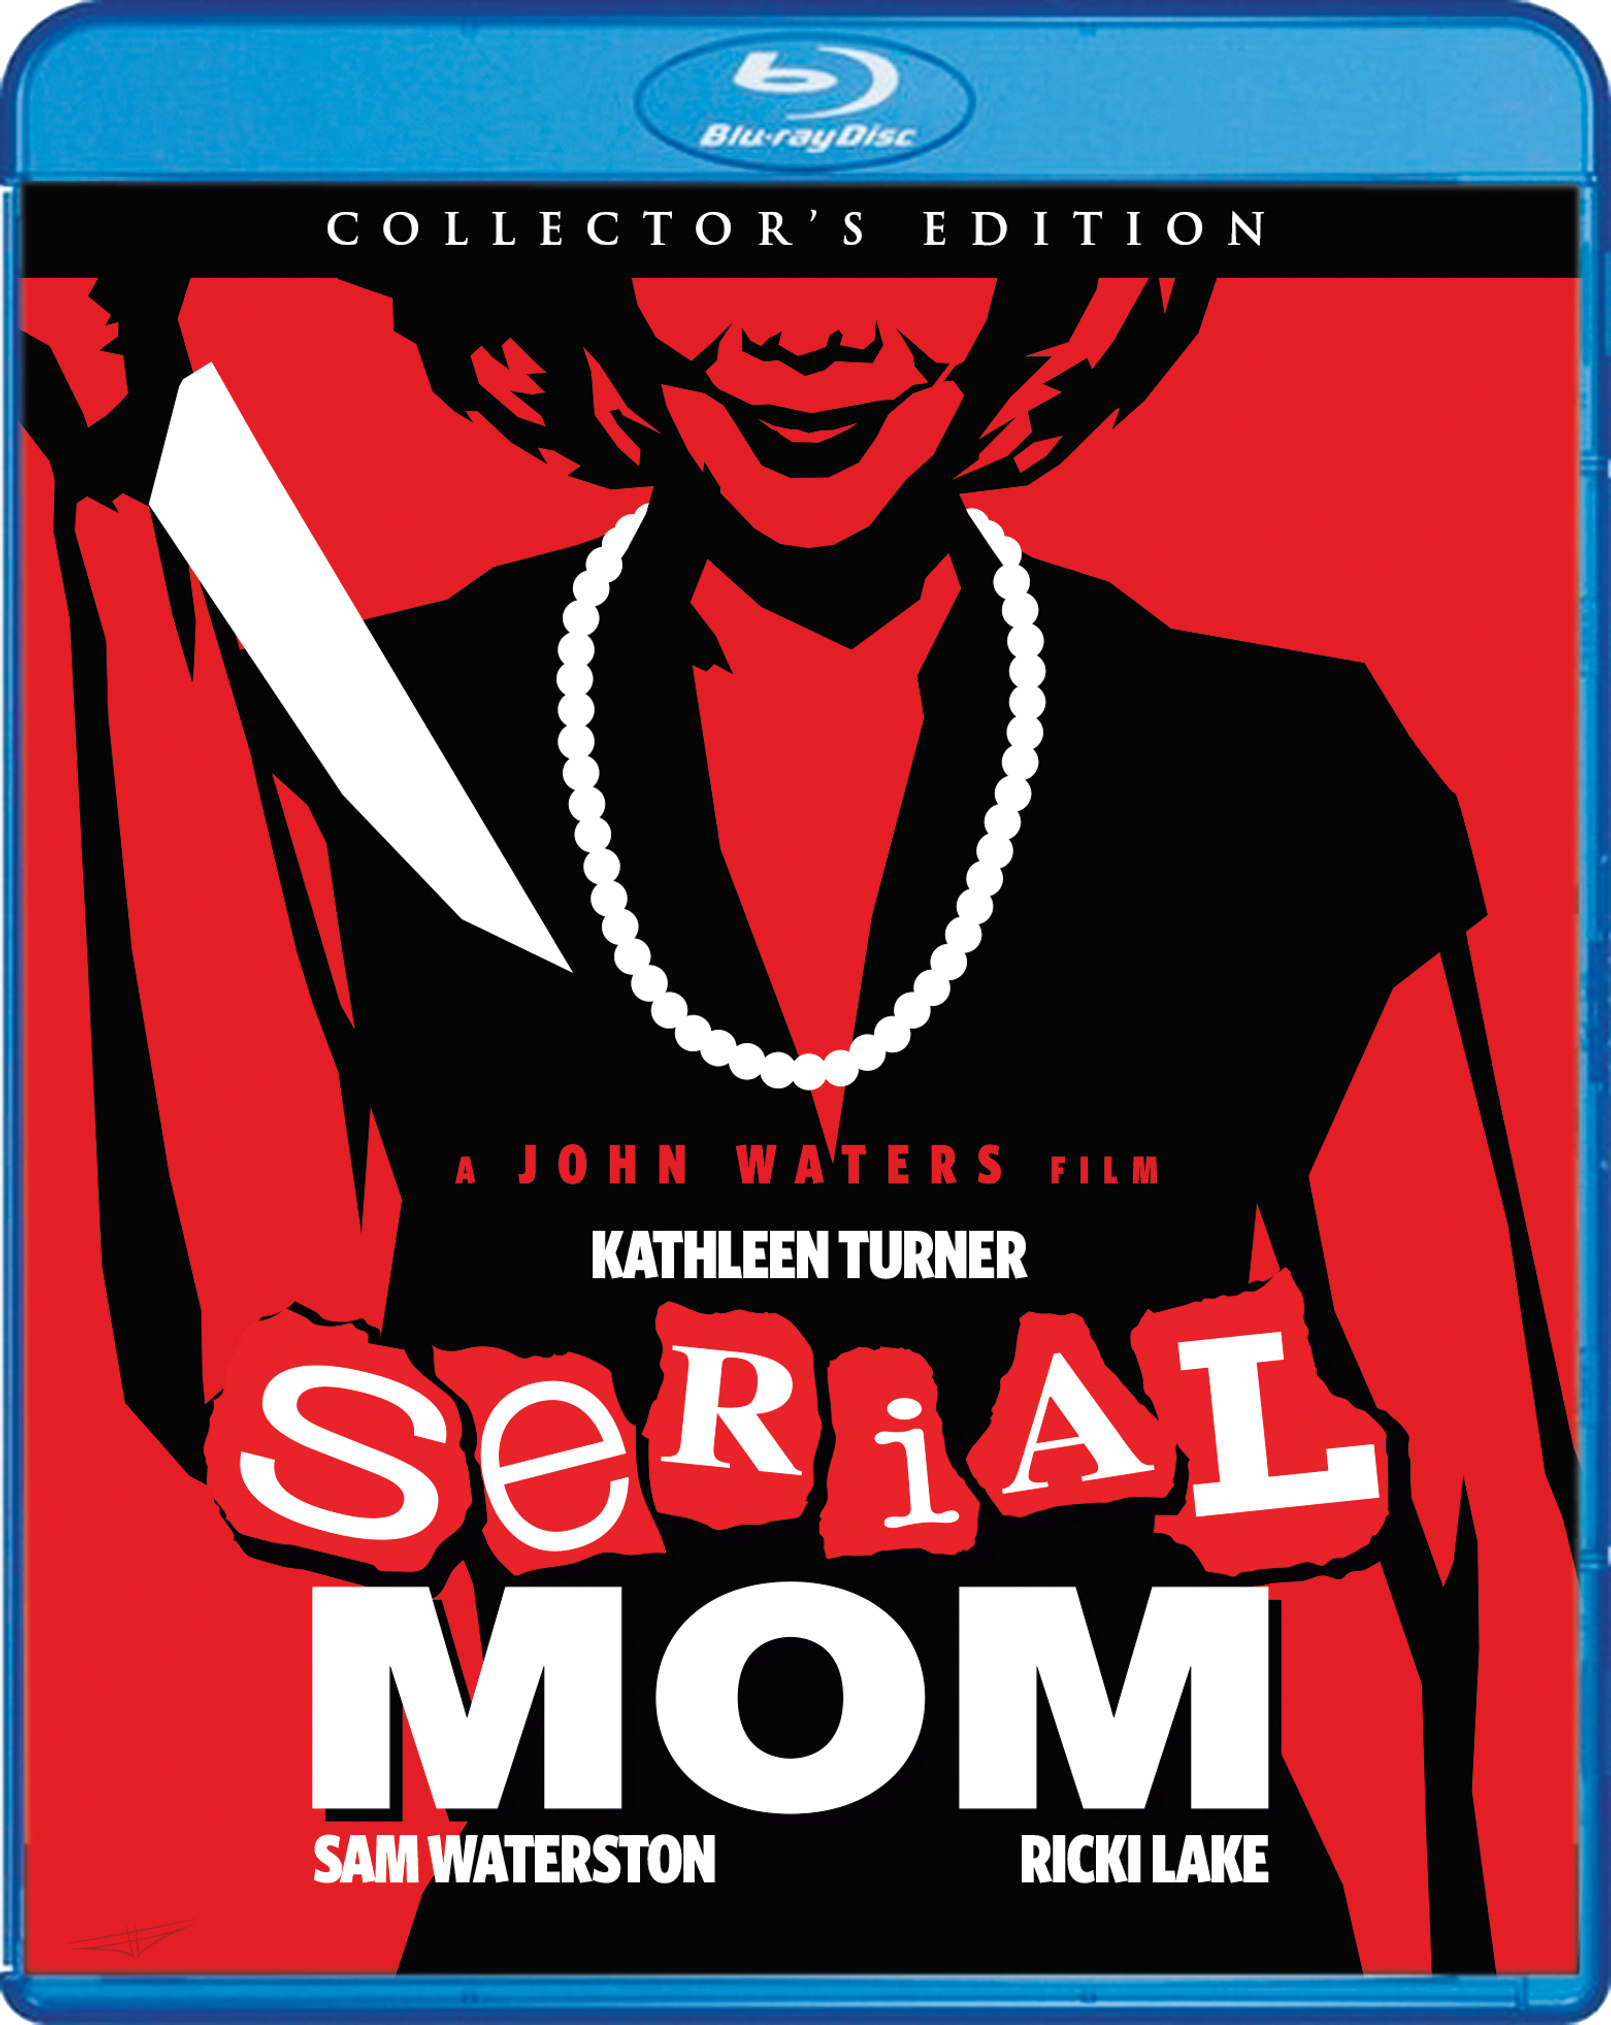 Blu-ray Disc
COLLECTOR'S EDITION
A JOHN WATERS FILM
KATHLEEN TURNER
SeRiAL
MOM
SAM WATERSTON RICKI LAKE